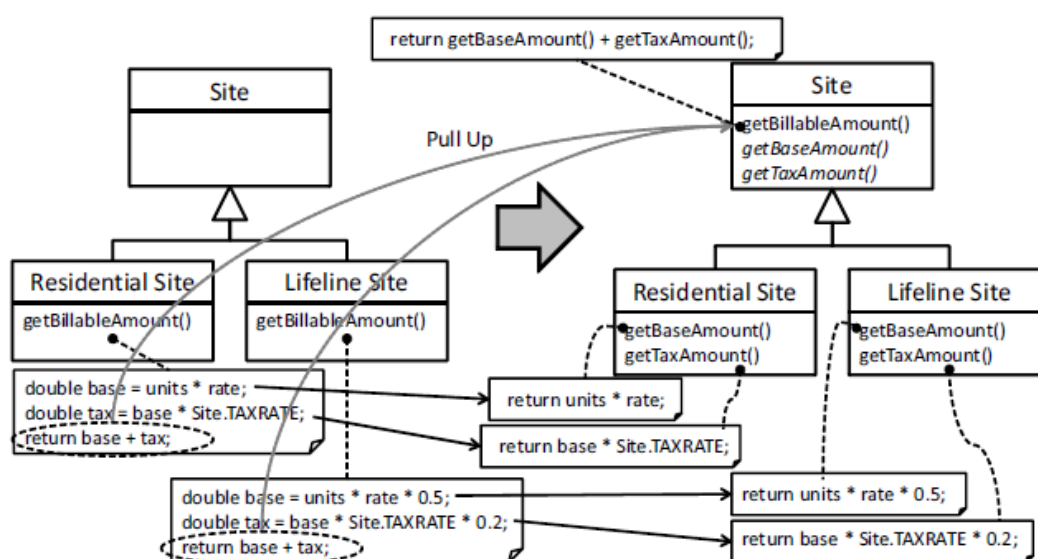 return getBaseAmount() + getTaxAmount();
Site
Pull Up
Site
getBillableAmount()
getBaseAmount()
getTaxAmount()
Residential Site
getBillableAmount()
Lifeline Site
getBillableAmount()
Residential Site
getBaseAmount()
getTaxAmount()
Lifeline Site
getBaseAmount()
getTaxAmount()
double base = units * rate;
double tax = base * Site.TAXRATE;
return base + tax;
return units * rate;
return base * Site.TAXRATE;
double base = units * rate * 0.5;
double tax = base * Site.TAXRATE * 0.2;
return base + tax;
return units * rate * 0.5;
return base * Site.TAXRATE * 0.2;